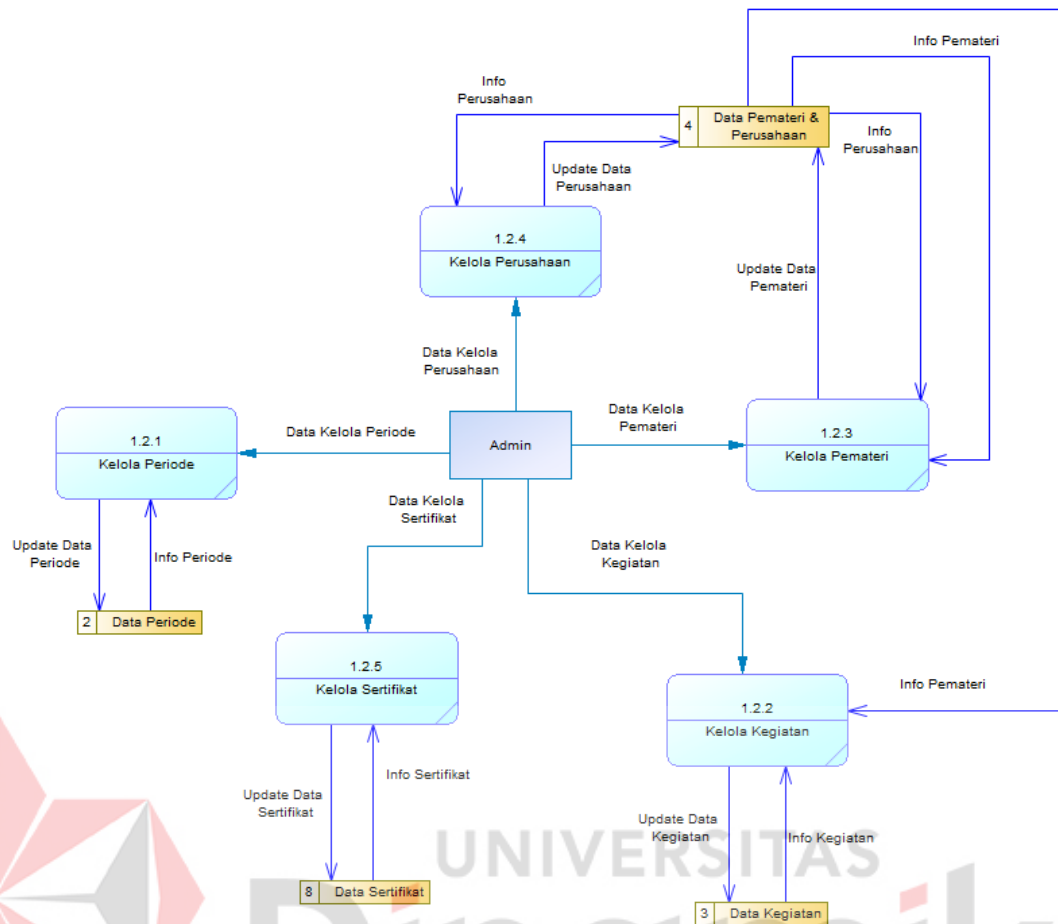 Info Pemateri
Info
Perusahaan
4
Data Pemateri &
Perusahaan
Info
Perusahaan
Update Data
Perusahaan
1.2.4
Kelola Perusahaan
Update Data
Pemateri
Data Kelola
Perusahaan
1.2.1
Kelola Periode
Data Kelola Periode
Admin
Data Kelola
Pemateri
1.2.3
Kelola Pemateri
Data Kelola
Sertifikat
Update Data
Periode
Info Periode
Data Kelola
Kegiatan
2
Data Periode
1.2.5
Kelola Sertifikat
1.2.2
Kelola Kegiatan
Info Pemateri
Info Sertifikat
Update Data
Sertifikat
Update Data
Kegiatan
Info Kegiatan
UNIVERSITAS
8
Data Sertifikat
3
Data Kegiatan